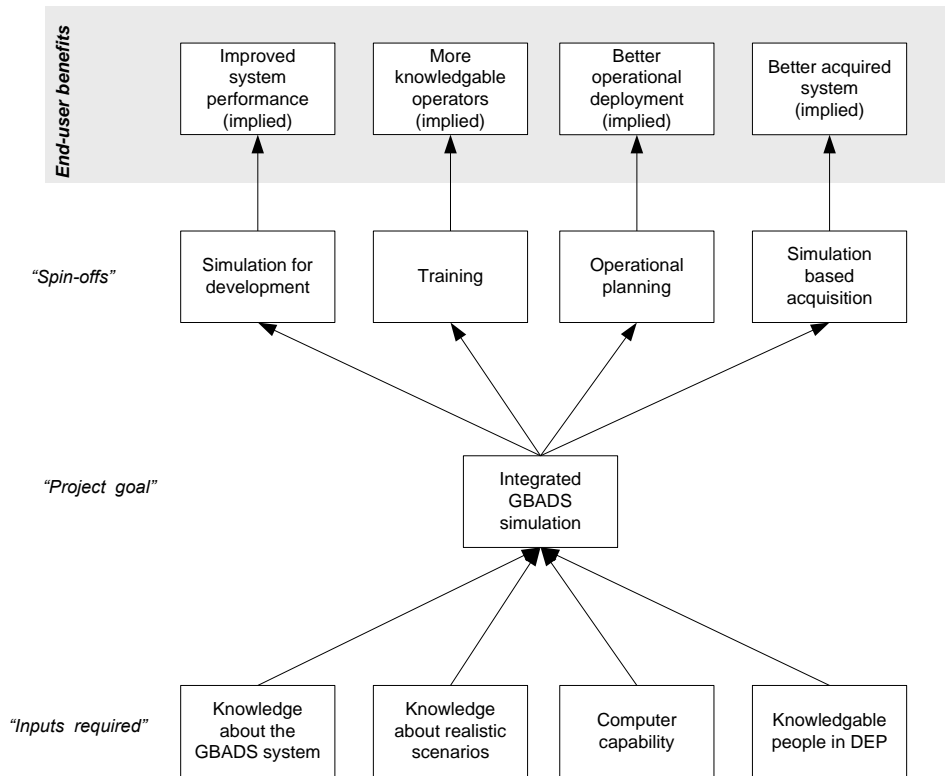 End-user benefits
Improved
system
performance
(implied)
More
knowledgable
operators
(implied)
Better
operational
deployment
(implied)
Better acquired
system
(implied)
“Spin-offs”
Simulation for
development
Training
Operational
planning
Simulation
based
acquisition
“Project goal”
Integrated
GBADS
simulation
“Inputs required”
Knowledge
about the
GBADS system
Knowledge
about realistic
scenarios
Computer
capability
Knowledgable
people in DEP